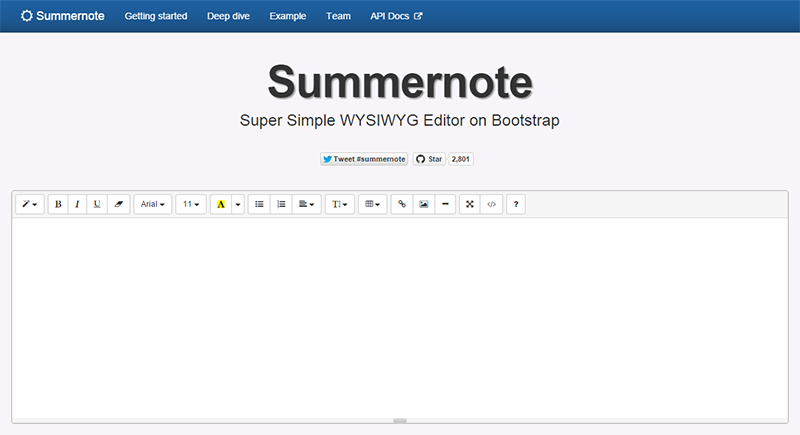 Summernote Getting started Deep dive Example Team API Docs
Summernote
Super Simple WYSIWYG Editor on Bootstrap
Tweet #summernote Star 2,801
B I U Arial 11 A T ?